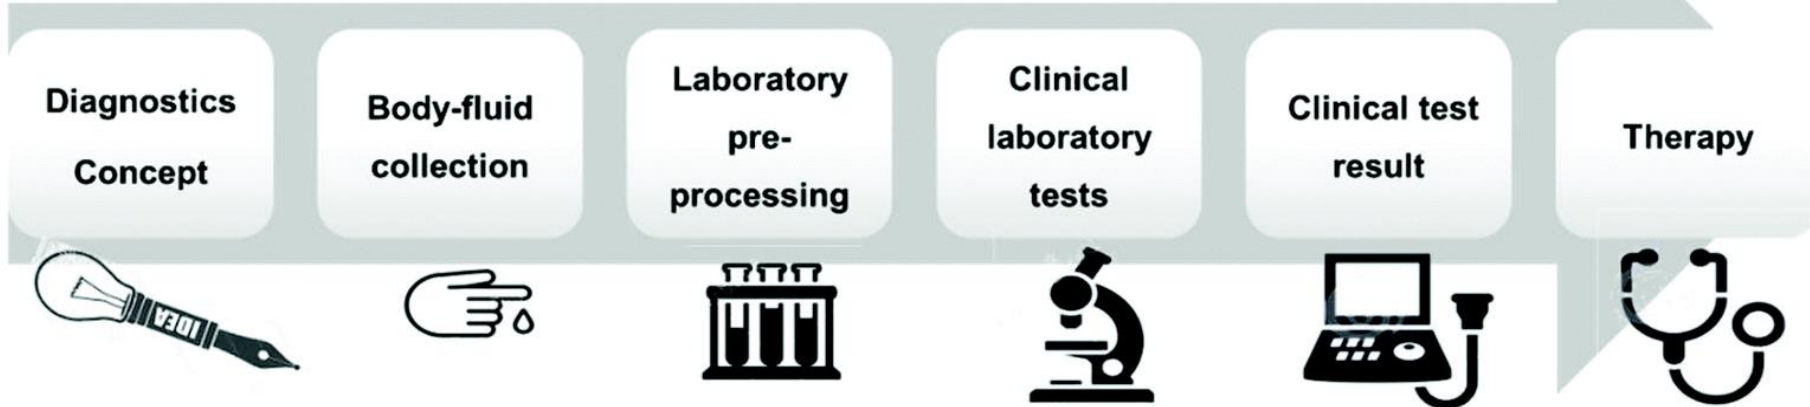 Diagnostics
Concept
Body-fluid
collection
Laboratory
pre-
processing
Clinical
laboratory
tests
Clinical test
result
Therapy
IDEA